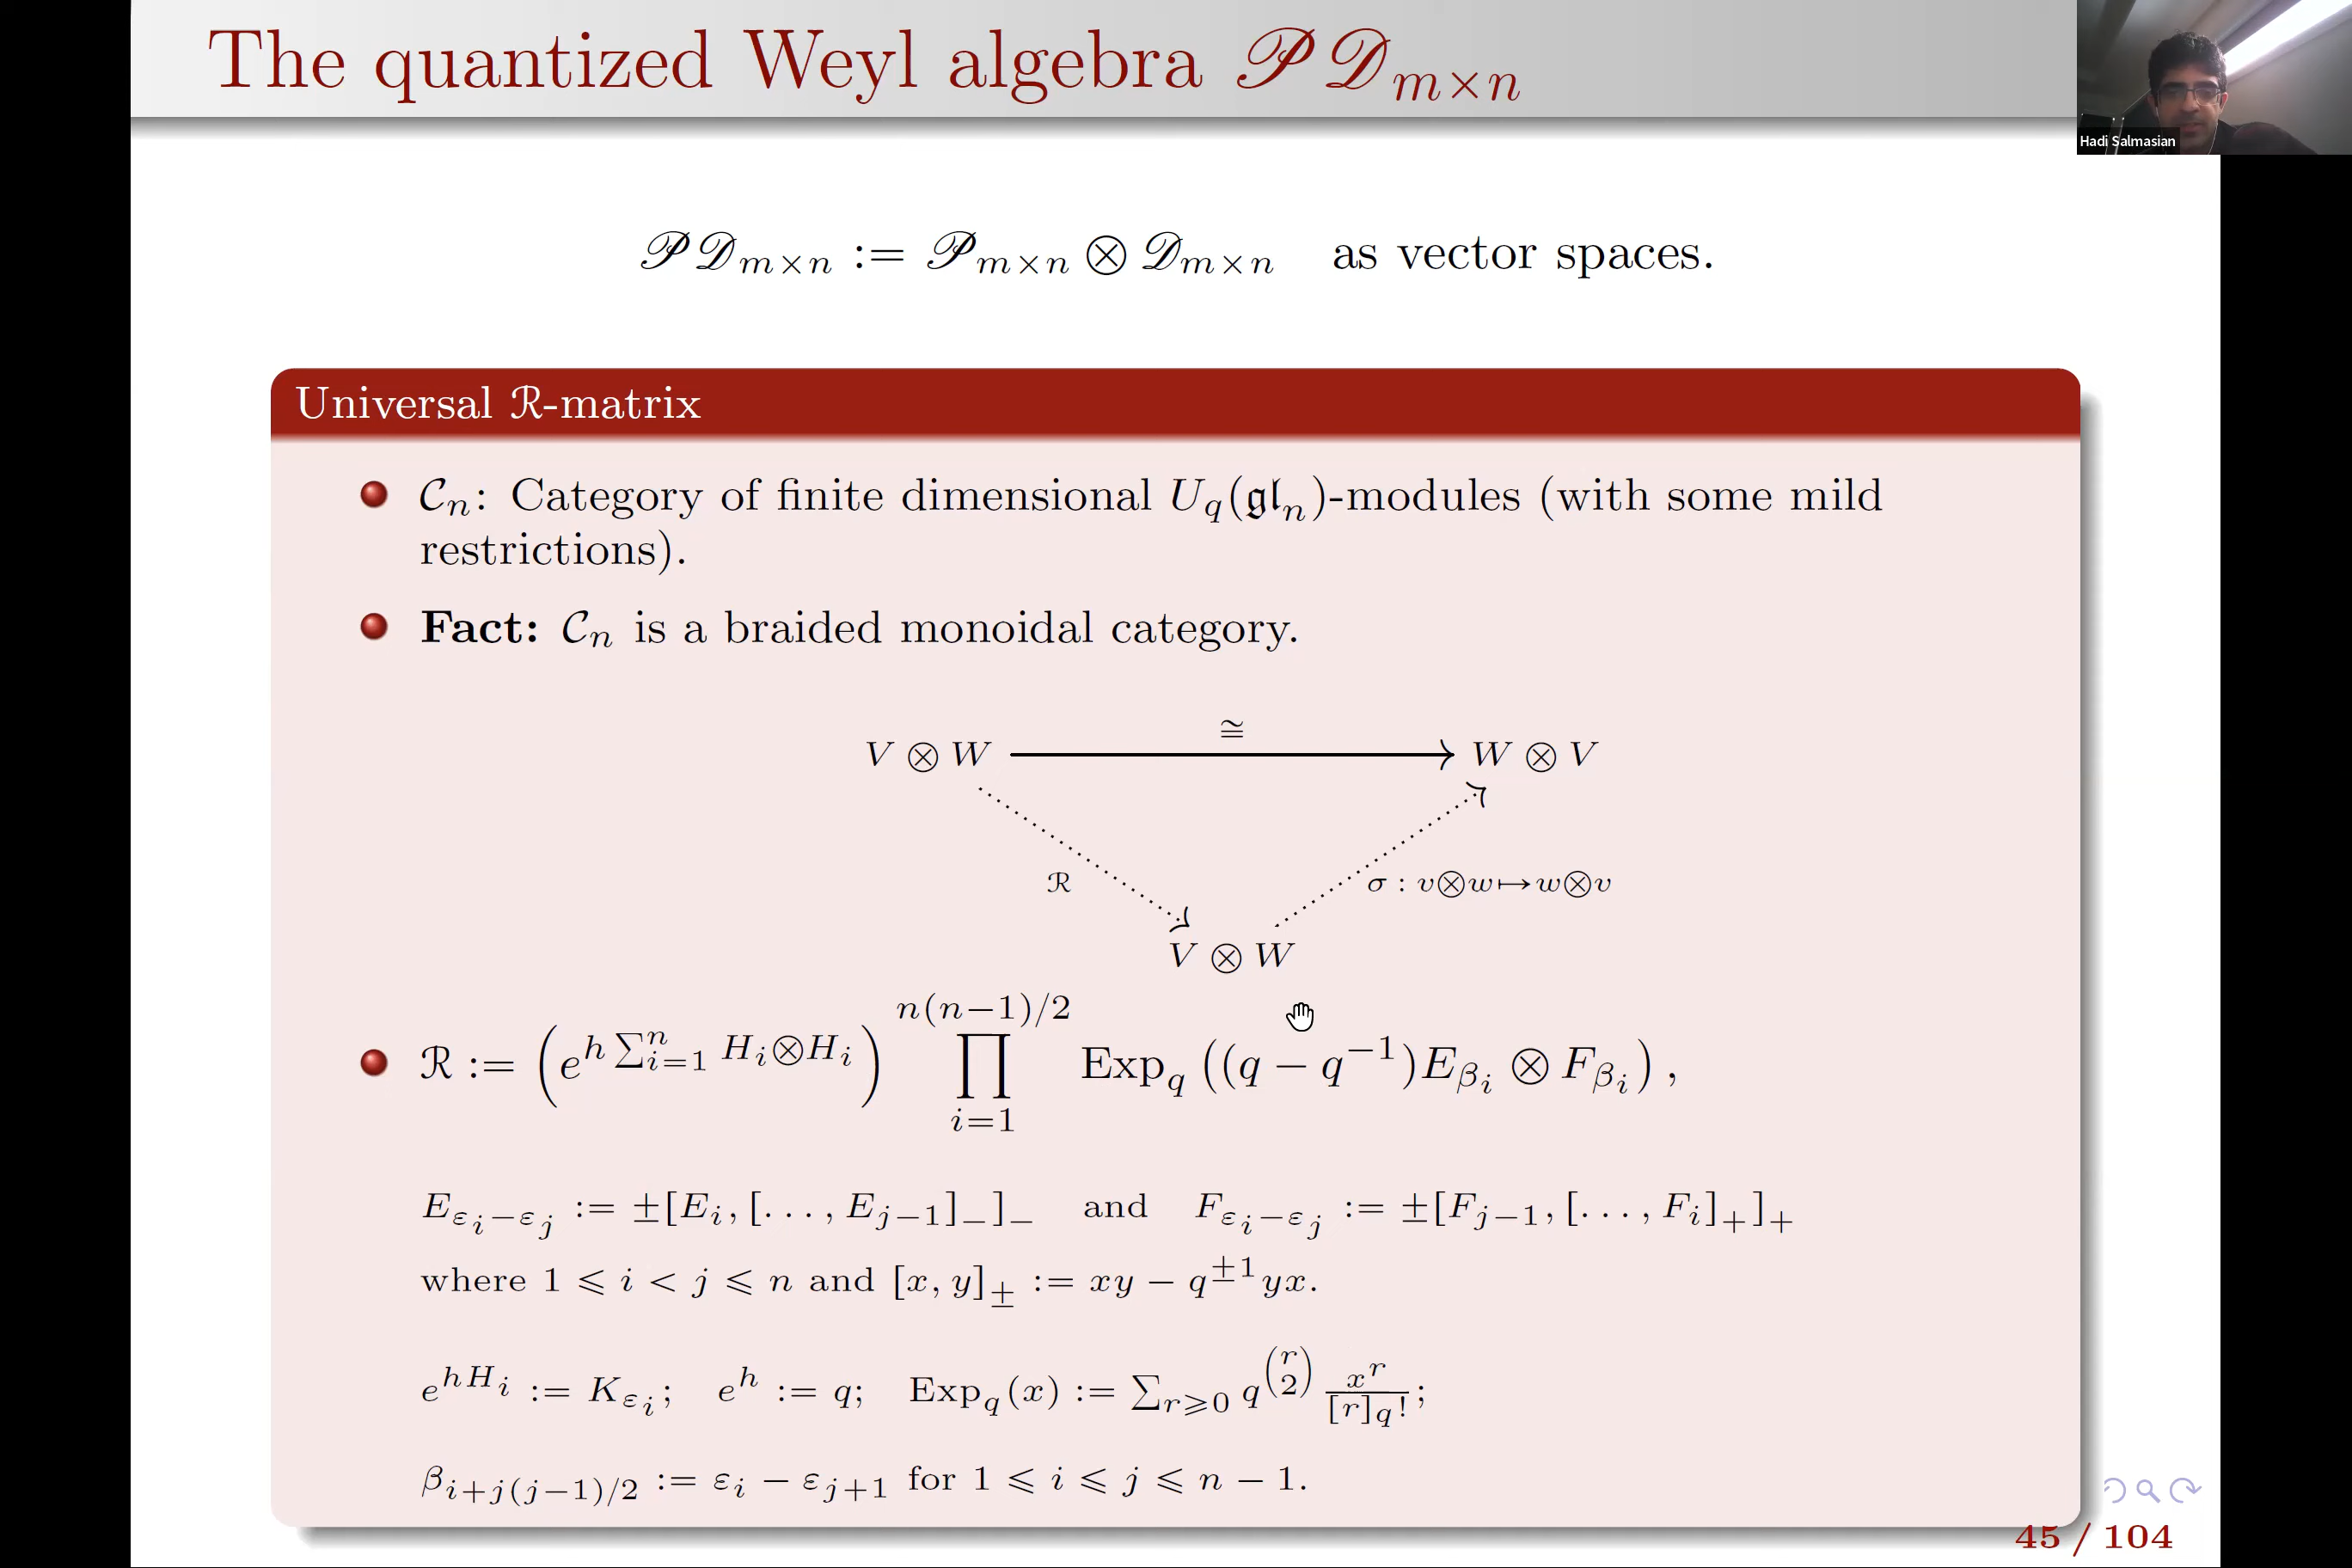 The quantized Weyl algebra 𝒫𝒟_{m×n}
Hadi Salmasian
𝒫𝒟_{m×n} := 𝒫_{m×n} ⊗ 𝒟_{m×n} as vector spaces.
Universal ℛ-matrix
𝒞_n: Category of finite dimensional U_q(𝔤𝔩_n)-modules (with some mild
restrictions).
Fact: 𝒞_n is a braided monoidal category.
≅
V ⊗ W → W ⊗ V
ℛ σ : v⊗w↦w⊗v
V ⊗ W
ℛ := (e^{h ∑_{i=1}^{n} H_i⊗H_i}) ∏_{i=1}^{n(n−1)/2} Exp_q ((q − q^{−1})E_{β_i} ⊗ F_{β_i}) ,
E_{ε_i−ε_j} := ±[E_i, [. . . , E_{j−1}]_−]_− and F_{ε_i−ε_j} := ±[F_{j−1}, [. . . , F_i]_+]_+
where 1 ⩽ i < j ⩽ n and [x, y]_± := xy − q^{±1}yx.
e^{hH_i} := K_{ε_i}; e^h := q; Exp_q(x) := ∑_{r⩾0} q^{\binom{r}{2}} \frac{x^r}{[r]_q!};
β_{i+j(j−1)/2} := ε_i − ε_{j+1} for 1 ⩽ i ⩽ j ⩽ n − 1.
45 / 104